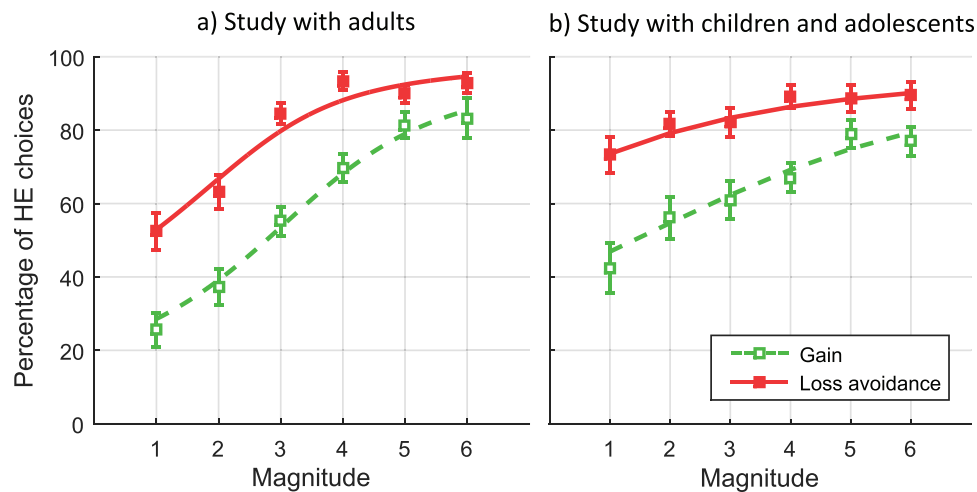 a) Study with adults
b) Study with children and adolescents
Percentage of HE choices
100
80
60
40
20
0
1 2 3 4 5 6
Magnitude
1 2 3 4 5 6
Magnitude
Gain
Loss avoidance